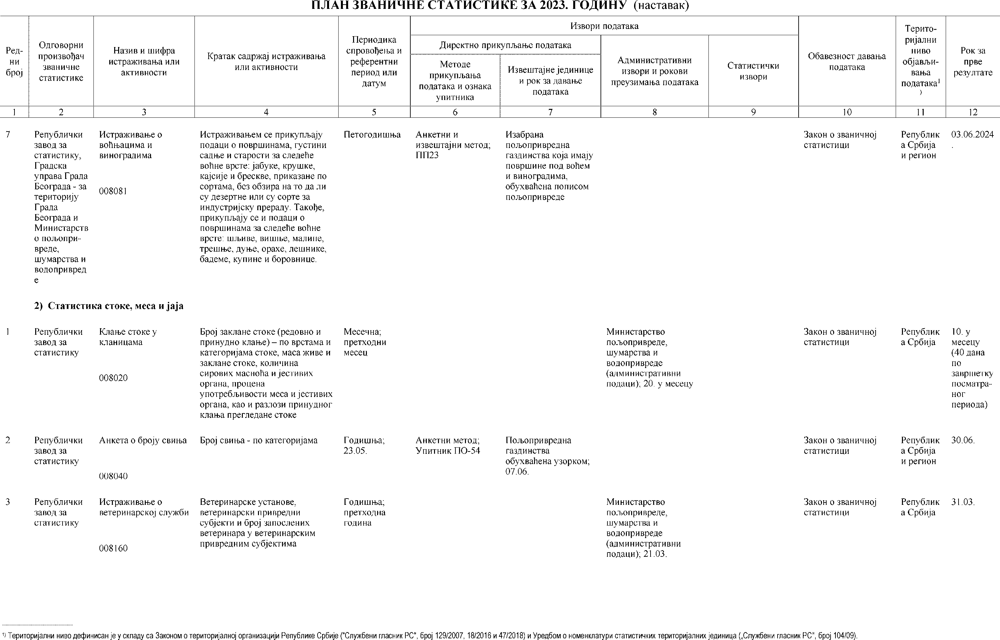 ПЛАН ЗВАНИЧНЕ СТАТИСТИКЕ ЗА 2023. ГОДИНУ (наставак)
Ред-
ни
број
Одговорни
произвођач
званичне
статистике
Назив и шифра
истраживања или
активности
Кратак садржај истраживања
или активности
Периодика
спровођења и
референтни
период или
датум
Извори података
Директно прикупљање података
Методе
прикупљања
података и ознака
упитника
Извештајне јединице
и рок за давање
података
Административни
извори и рокови
преузимања података
Статистички
извори
Обавезност давања
података
Терито-
ријални
ниво
објављи-
вања
података¹
⁾
Рок за
прве
резултате
1 2 3 4 5 6 7 8 9 10 11 12
7
Републички
завод за
статистику,
Градска
управа Града
Београда - за
територију
Града
Београда и
Министарств
о пољопри-
вреде,
шумарства и
водопривред
е
Истраживање о
воћњацима и
виноградима
008081
Истраживањем се прикупљају
подаци о површинама, густини
садње и старости за следеће
воћне врсте: јабуке, крушке,
кајсије и брескве, приказане по
сортама, без обзира на то да ли
су дезертне или су сорте за
индустријску прераду. Такође,
прикупљају се и подаци о
површинама за следеће воћне
врсте: шљиве, вишње, малине,
трешње, дуње, орахе, лешнике,
бадеме, купине и боровнице.
Петогодишња
Анкетни и
извештајни метод;
ПП23
Изабрана
пољопривредна
газдинства која имају
површине под воћем
и виноградима,
обухваћена пописом
пољопривреде
Закон о званичној
статистици
Републик
а Србија
и регион
03.06.2024
.
2) Статистика стоке, меса и јаја
1
Републички
завод за
статистику
Клање стоке у
кланицама
008020
Број заклане стоке (редовно и
принудно клање) – по врстама и
категоријама стоке, маса живе и
заклане стоке, количина
сирових масноћа и јестивих
органа, процена
употребљивости меса и јестивих
органа, као и разлози принудног
клања прегледане стоке
Месечна;
претходни
месец
Министарство
пољопривреде,
шумарства и
водопривреде
(административни
подаци); 20. у месецу
Закон о званичној
статистици
Републик
а Србија
10. у
месецу
(40 дана
по
завршетку
посматра-
ног
периода)
2
Републички
завод за
статистику
Анкета о броју свиња
008040
Број свиња - по категоријама
Годишња;
23.05.
Анкетни метод;
Упитник ПО-54
Пољопривредна
газдинства
обухваћена узорком;
07.06.
Закон о званичној
статистици
Републик
а Србија
и регион
30.06.
3
Републички
завод за
статистику
Истраживање о
ветеринарској служби
008160
Ветеринарске установе,
ветеринарски привредни
субјекти и број запослених
ветеринара у ветеринарским
привредним субјектима
Годишња;
претходна
година
Министарство
пољопривреде,
шумарства и
водопривреде
(административни
подаци); 21.03.
Закон о званичној
статистици
Републик
а Србија
31.03.
¹⁾ Територијални ниво дефинисан је у складу са Законом о територијалној организацији Републике Србије ("Службени гласник РС", број 129/2007, 18/2016 и 47/2018) и Уредбом о номенклатури статистичких територијалних јединица („Службени гласник РС", број 104/09).